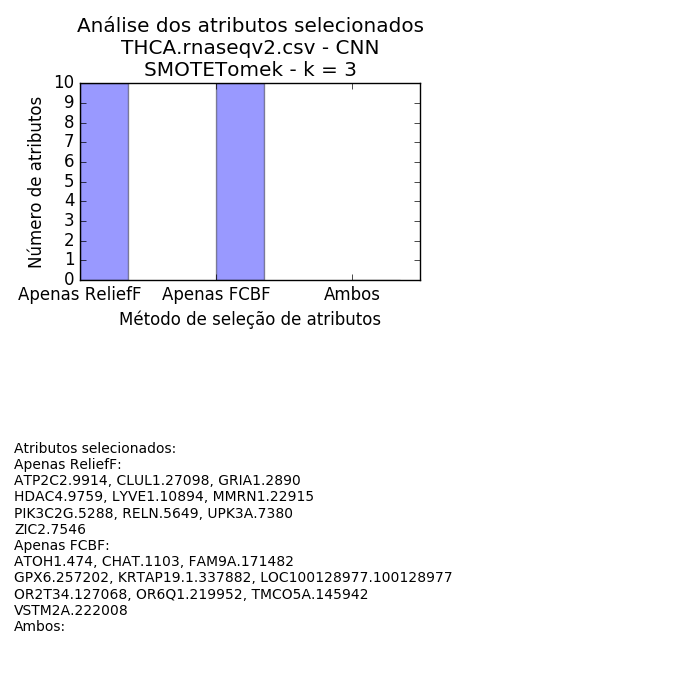 Análise dos atributos selecionados
THCA.rnaseqv2.csv - CNN
SMOTETomek - k = 3
Número de atributos
10
9
8
7
6
5
4
3
2
1
0
Apenas ReliefF Apenas FCBF Ambos
Método de seleção de atributos
Atributos selecionados:
Apenas ReliefF:
ATP2C2.9914, CLUL1.27098, GRIA1.2890
HDAC4.9759, LYVE1.10894, MMRN1.22915
PIK3C2G.5288, RELN.5649, UPK3A.7380
ZIC2.7546
Apenas FCBF:
ATOH1.474, CHAT.1103, FAM9A.171482
GPX6.257202, KRTAP19.1.337882, LOC100128977.100128977
OR2T34.127068, OR6Q1.219952, TMCO5A.145942
VSTM2A.222008
Ambos: